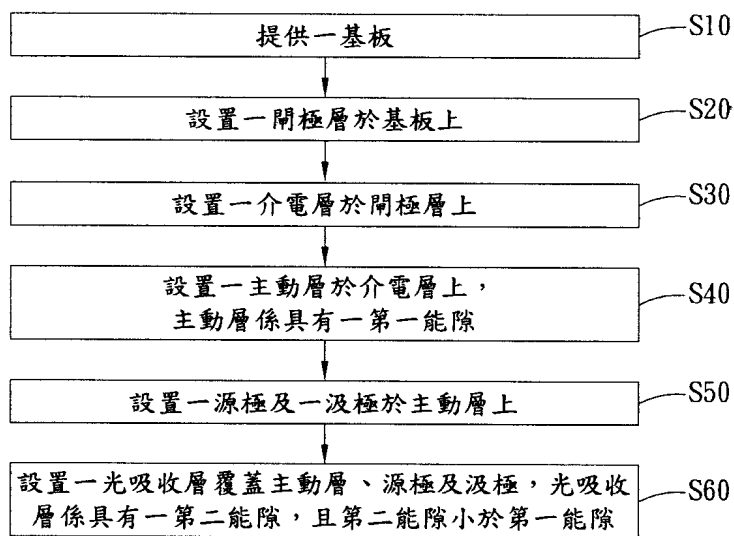 提供一基板
S10
設置一閘極層於基板上
S20
設置一介電層於閘極層上
S30
設置一主動層於介電層上，
主動層係具有一第一能隙
S40
設置一源極及一汲極於主動層上
S50
設置一光吸收层覆蓋主動層、源極及汲極，光吸收
層係具有一第二能隙，且第二能隙小於第一能隙
S60